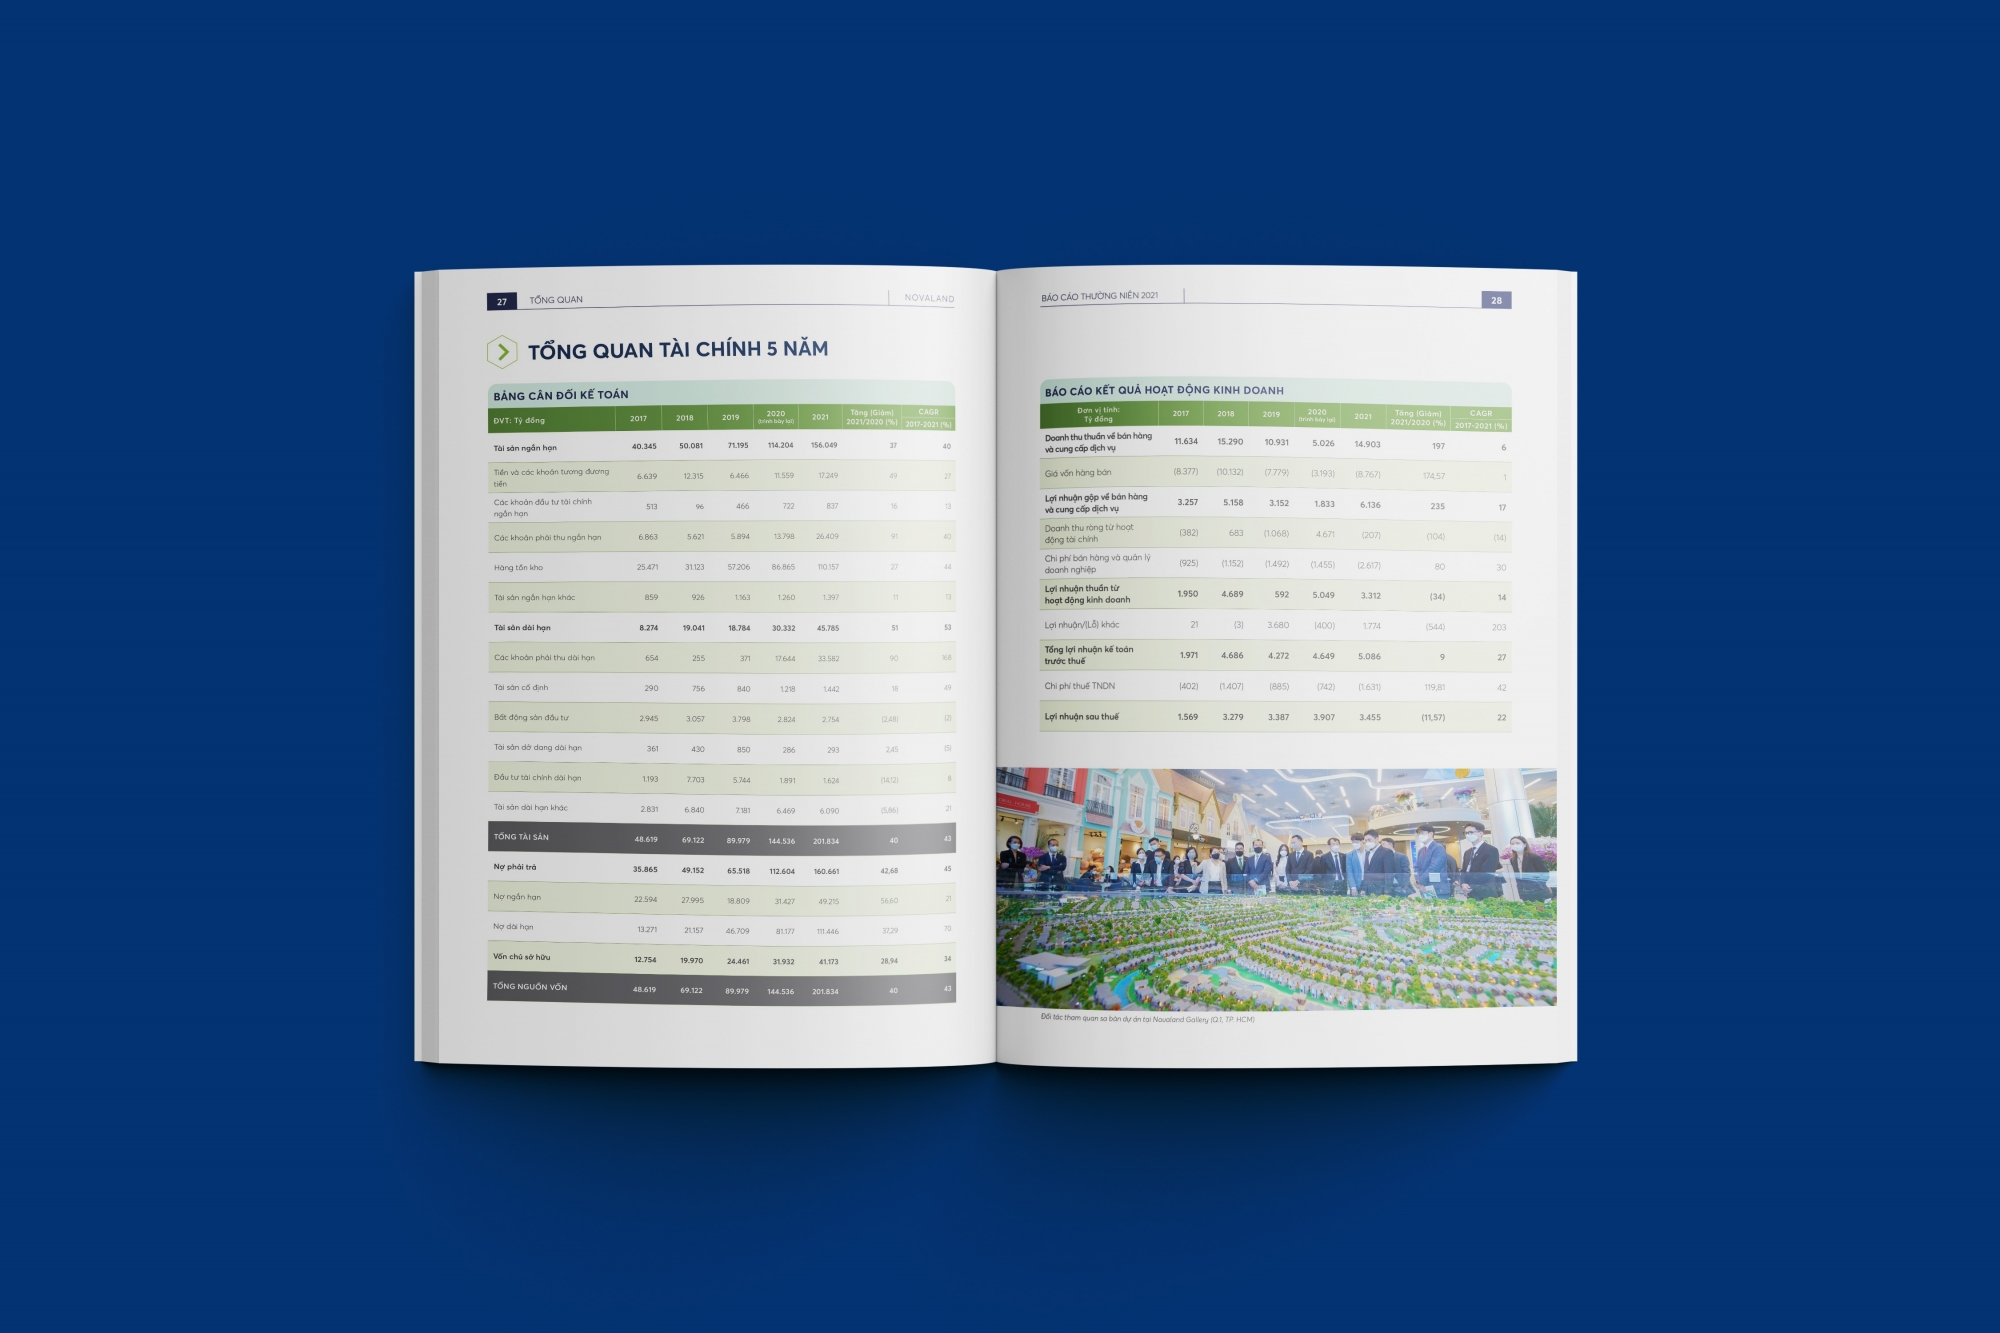 27 TỔNG QUAN NOVALAND
TỔNG QUAN TÀI CHÍNH 5 NĂM
BẢNG CÂN ĐỐI KẾ TOÁN
ĐVT: Tỷ đồng 2017 2018 2019 2020 (trình bày lại) 2021 Tăng (Giảm) 2021/2020 (%) CAGR 2017-2021 (%)
Tài sản ngắn hạn 40.345 50.081 71.195 114.204 156.049 37 40
Tiền và các khoản tương đương
tiền 6.639 12.315 6.466 11.559 17.249 49 27
Các khoản đầu tư tài chính
ngắn hạn 513 96 466 722 837 16 13
Các khoản phải thu ngắn hạn 6.863 5.621 5.894 13.798 26.409 91 40
Hàng tồn kho 25.471 31.123 57.206 86.865 110.157 27 44
Tài sản ngắn hạn khác 859 926 1.163 1.260 1.397 11 13
Tài sản dài hạn 8.274 19.041 18.784 30.332 45.785 51 53
Các khoản phải thu dài hạn 654 255 371 17.644 33.582 90 168
Tài sản cố định 290 756 840 1.218 1.442 18 49
Bất động sản đầu tư 2.945 3.057 3.798 2.824 2.754 (2,48) (2)
Tài sản dở dang dài hạn 361 430 850 286 293 2,45 (5)
Đầu tư tài chính dài hạn 1.193 7.703 5.744 1.891 1.624 (14,12) 8
Tài sản dài hạn khác 2.831 6.840 7.181 6.469 6.090 (5,86) 21
TỔNG TÀI SẢN 48.619 69.122 89.979 144.536 201.834 40 43
Nợ phải trả 35.865 49.152 65.518 112.604 160.661 42,68 45
Nợ ngắn hạn 22.594 27.995 18.809 31.427 49.215 56,60 21
Nợ dài hạn 13.271 21.157 46.709 81.177 111.446 37,29 70
Vốn chủ sở hữu 12.754 19.970 24.461 31.932 41.173 28,94 34
TỔNG NGUỒN VỐN 48.619 69.122 89.979 144.536 201.834 40 43
BÁO CÁO THƯỜNG NIÊN 2021 28
BÁO CÁO KẾT QUẢ HOẠT ĐỘNG KINH DOANH
Đơn vị tính: Tỷ đồng 2017 2018 2019 2020 (trình bày lại) 2021 Tăng (Giảm) 2021/2020 (%) CAGR 2017-2021 (%)
Doanh thu thuần về bán hàng
và cung cấp dịch vụ 11.634 15.290 10.931 5.026 14.903 197 6
Giá vốn hàng bán (8.377) (10.132) (7.779) (3.193) (8.767) 174,57 1
Lợi nhuận gộp về bán hàng
và cung cấp dịch vụ 3.257 5.158 3.152 1.833 6.136 235 17
Doanh thu ròng từ hoạt
động tài chính (382) 683 (1.068) 4.671 (207) (104) (14)
Chi phí bán hàng và quản lý
doanh nghiệp (925) (1.152) (1.492) (1.455) (2.617) 80 30
Lợi nhuận thuần từ
hoạt động kinh doanh 1.950 4.689 592 5.049 3.312 (34) 14
Lợi nhuận/(Lỗ) khác 21 (3) 3.680 (400) 1.774 (544) 203
Tổng lợi nhuận kế toán
trước thuế 1.971 4.686 4.272 4.649 5.086 9 27
Chi phí thuế TNDN (402) (1.407) (885) (742) (1.631) 119,81 42
Lợi nhuận sau thuế 1.569 3.279 3.387 3.907 3.455 (11,57) 22
Đối tác tham quan sa bàn dự án tại Novaland Gallery (Q.1, TP. HCM)